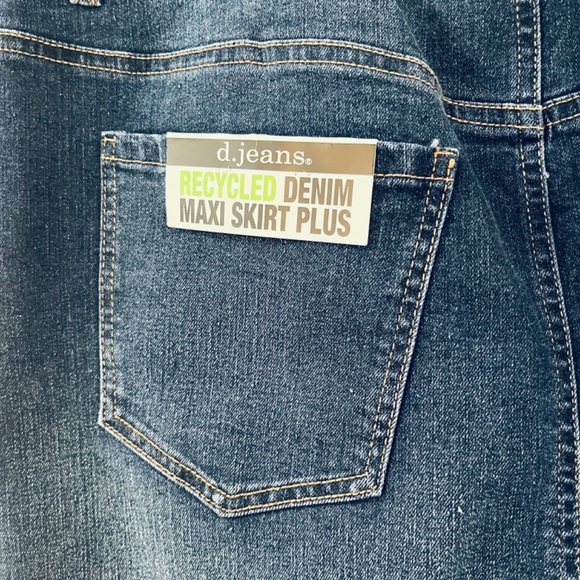 d.jeans®
RECYCLED DENIM
MAXI SKIRT PLUS